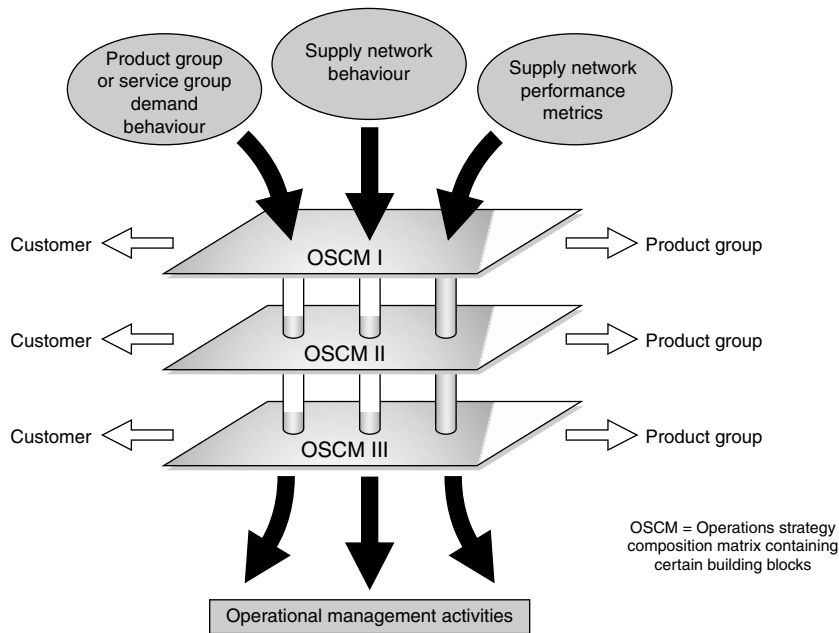 Product group
or service group
demand
behaviour
Supply network
behaviour
Supply network
performance
metrics
Customer
OSCM I
Product group
Customer
OSCM II
Product group
Customer
OSCM III
Product group
OSCM = Operations strategy
composition matrix containing
certain building blocks
Operational management activities